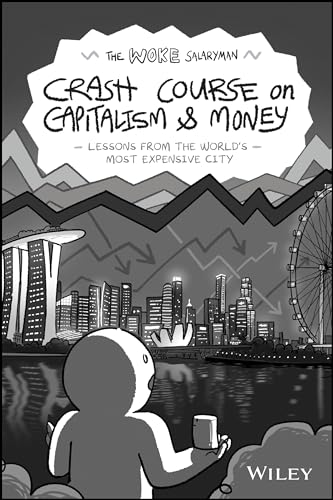 THE WOKE SALARYMAN
CRASH COURSE on
CAPITALISM & MONEY
— LESSONS FROM THE WORLD'S —
MOST EXPENSIVE CITY
WILEY